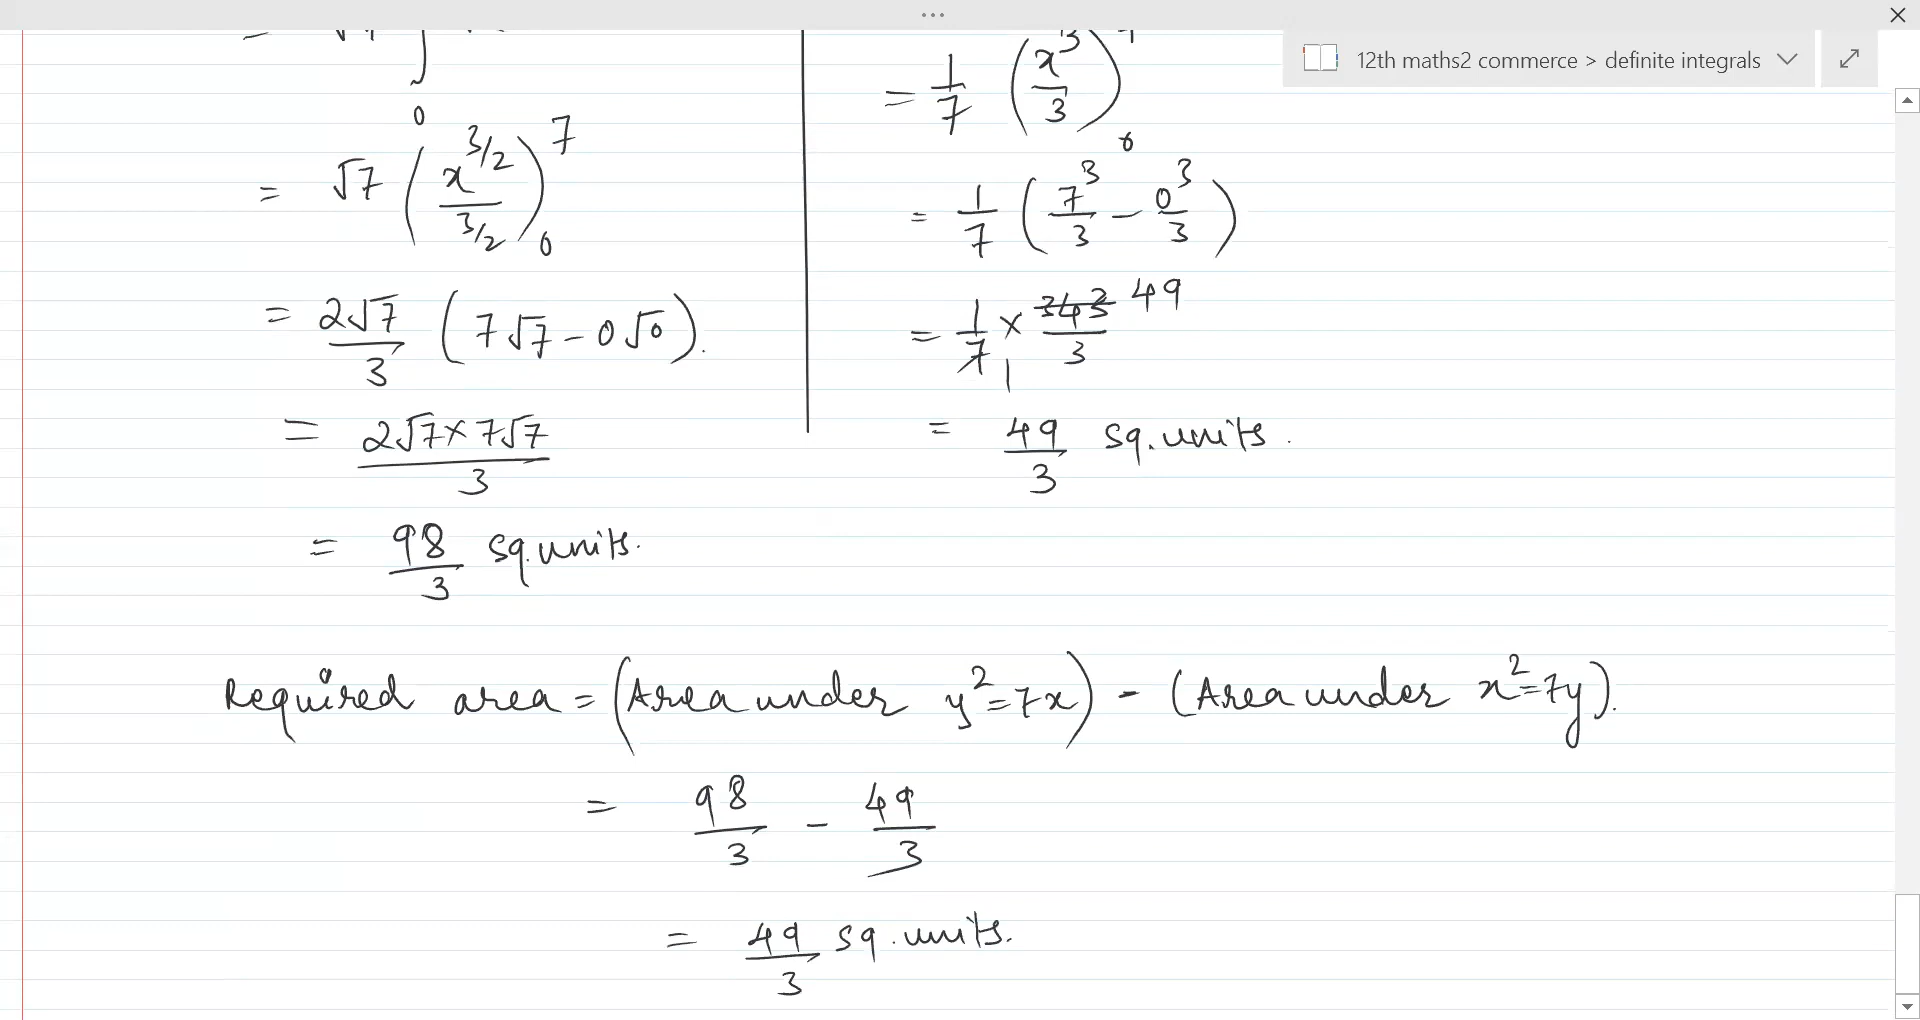 12th maths2 commerce > definite integrals
0
= √7 (x^3/2 / 3/2)^7_0
= 2√7/3 (7√7 - 0√0).
= 2√7 × 7√7 / 3
= 98/3 sq.units.
= 1/7 (x^3/3)_0
= 1/7 (7^3/3 - 0^3/3)
= 1/7 × 343/3 49 1
= 49/3 sq.units.
Required area = (Area under y^2=7x) - (Area under x^2=7y).
= 98/3 - 49/3
= 49/3 sq.units.